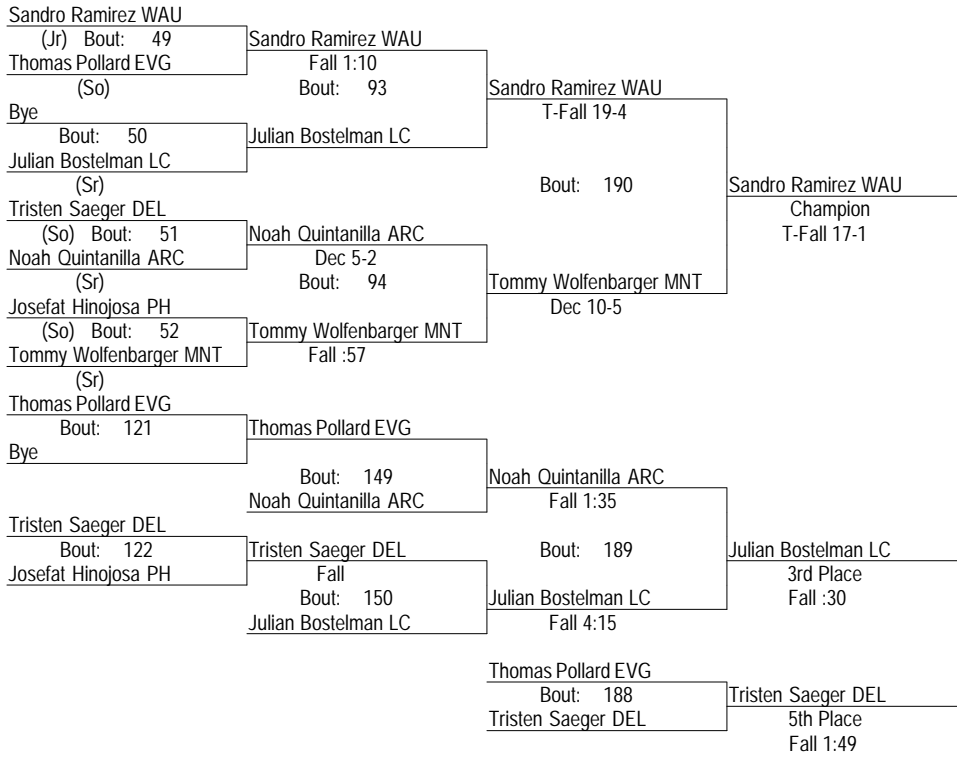 Sandro Ramirez WAU
(Jr) Bout: 49
Sandro Ramirez WAU
Thomas Pollard EVG
Fall 1:10
(So)
Bout: 93
Sandro Ramirez WAU
Bye
T-Fall 19-4
Bout: 50
Julian Bostelman LC
Julian Bostelman LC
(Sr)
Bout: 190
Sandro Ramirez WAU
Tristen Saeger DEL
Champion
(So) Bout: 51
Noah Quintanilla ARC
T-Fall 17-1
Noah Quintanilla ARC
Dec 5-2
(Sr)
Bout: 94
Tommy Wolfenbarger MNT
Josefat Hinojosa PH
Dec 10-5
(So) Bout: 52
Tommy Wolfenbarger MNT
Tommy Wolfenbarger MNT
Fall :57
(Sr)
Thomas Pollard EVG
Bout: 121
Thomas Pollard EVG
Bye
Bout: 149
Noah Quintanilla ARC
Noah Quintanilla ARC
Fall 1:35
Tristen Saeger DEL
Bout: 122
Tristen Saeger DEL
Bout: 189
Julian Bostelman LC
Josefat Hinojosa PH
Fall
3rd Place
Bout: 150
Julian Bostelman LC
Fall :30
Julian Bostelman LC
Fall 4:15
Thomas Pollard EVG
Bout: 188
Tristen Saeger DEL
Tristen Saeger DEL
5th Place
Fall 1:49